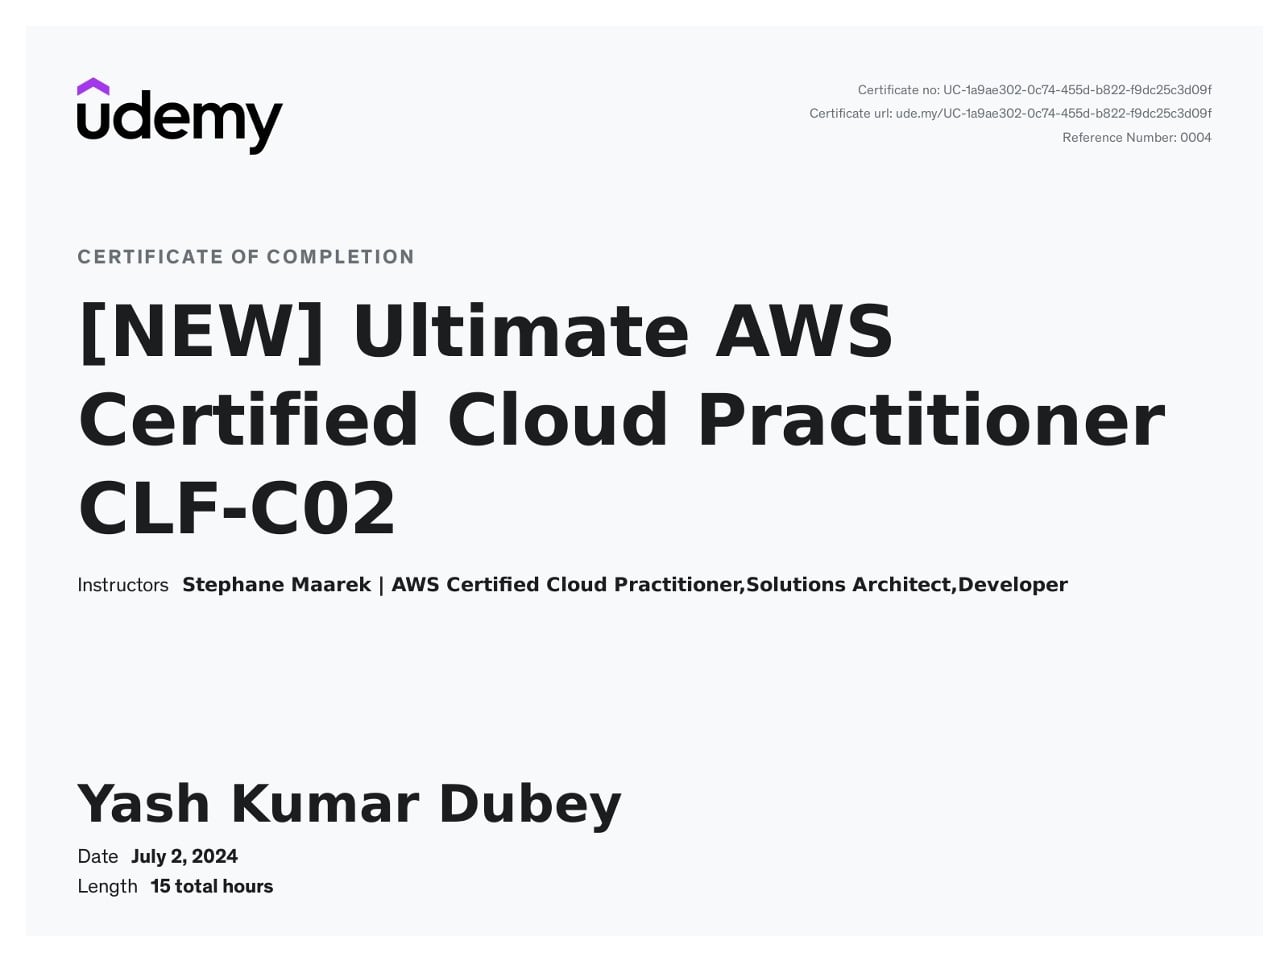 udemy
Certificate no: UC-1a9ae302-0c74-455d-b822-f9dc25c3d09f
Certificate url: ude.my/UC-1a9ae302-0c74-455d-b822-f9dc25c3d09f
Reference Number: 0004
CERTIFICATE OF COMPLETION
[NEW] Ultimate AWS
Certified Cloud Practitioner
CLF-C02
Instructors Stephane Maarek | AWS Certified Cloud Practitioner,Solutions Architect,Developer
Yash Kumar Dubey
Date July 2, 2024
Length 15 total hours